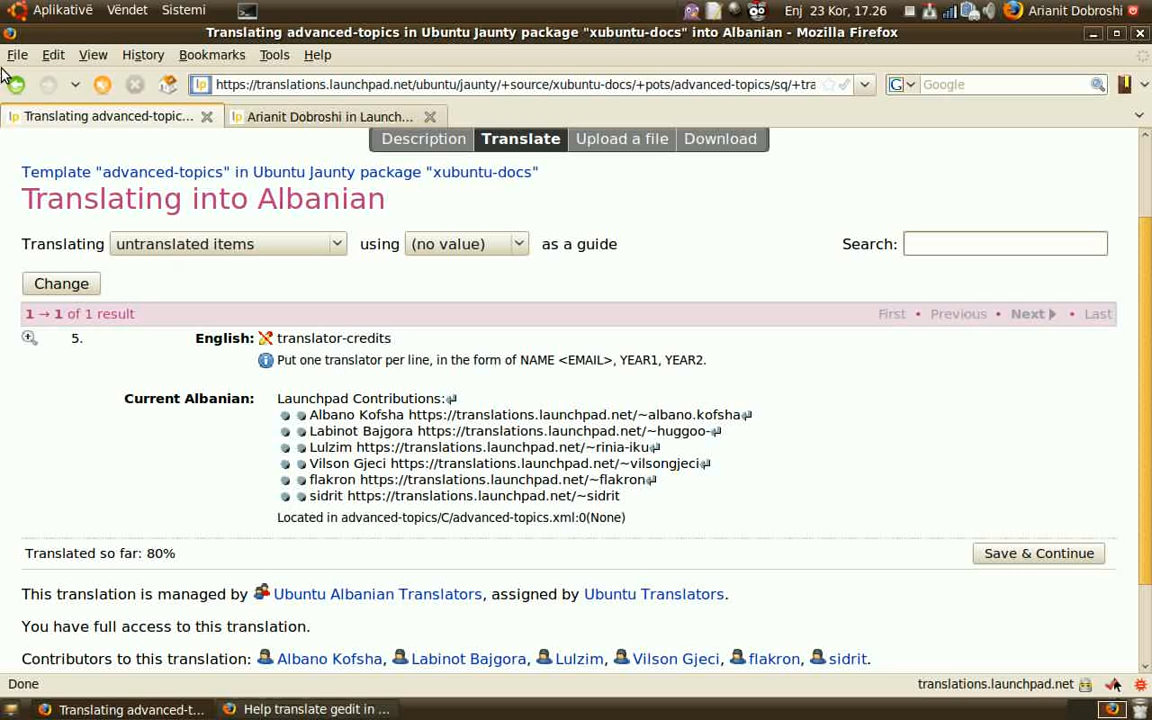 Aplikativë Vëndet Sistemi Enj 23 Kor, 17.26 Arianit Dobroshi
Translating advanced-topics in Ubuntu Jaunty package "xubuntu-docs" into Albanian - Mozilla Firefox
File Edit View History Bookmarks Tools Help
lp https://translations.launchpad.net/ubuntu/jaunty/+source/xubuntu-docs/+pots/advanced-topics/sq/+tra G Google
lp Translating advanced-topic... lp Arianit Dobroshi in Launch...
Description Translate Upload a file Download
Template "advanced-topics" in Ubuntu Jaunty package "xubuntu-docs"
Translating into Albanian
Translating untranslated items using (no value) as a guide Search:
Change
1 → 1 of 1 result First • Previous • Next • Last
5. English: translator-credits
Put one translator per line, in the form of NAME <EMAIL>, YEAR1, YEAR2.
Current Albanian: Launchpad Contributions:
Albano Kofsha https://translations.launchpad.net/~albano.kofsha
Labinot Bajgora https://translations.launchpad.net/~huggoo-
Lulzim https://translations.launchpad.net/~rinia-iku
Vilson Gjeci https://translations.launchpad.net/~vilsongjeci
flakron https://translations.launchpad.net/~flakron
sidrit https://translations.launchpad.net/~sidrit
Located in advanced-topics/C/advanced-topics.xml:0(None)
Translated so far: 80% Save & Continue
This translation is managed by Ubuntu Albanian Translators, assigned by Ubuntu Translators.
You have full access to this translation.
Contributors to this translation: Albano Kofsha, Labinot Bajgora, Lulzim, Vilson Gjeci, flakron, sidrit.
Done translations.launchpad.net
Translating advanced-t... Help translate gedit in ...